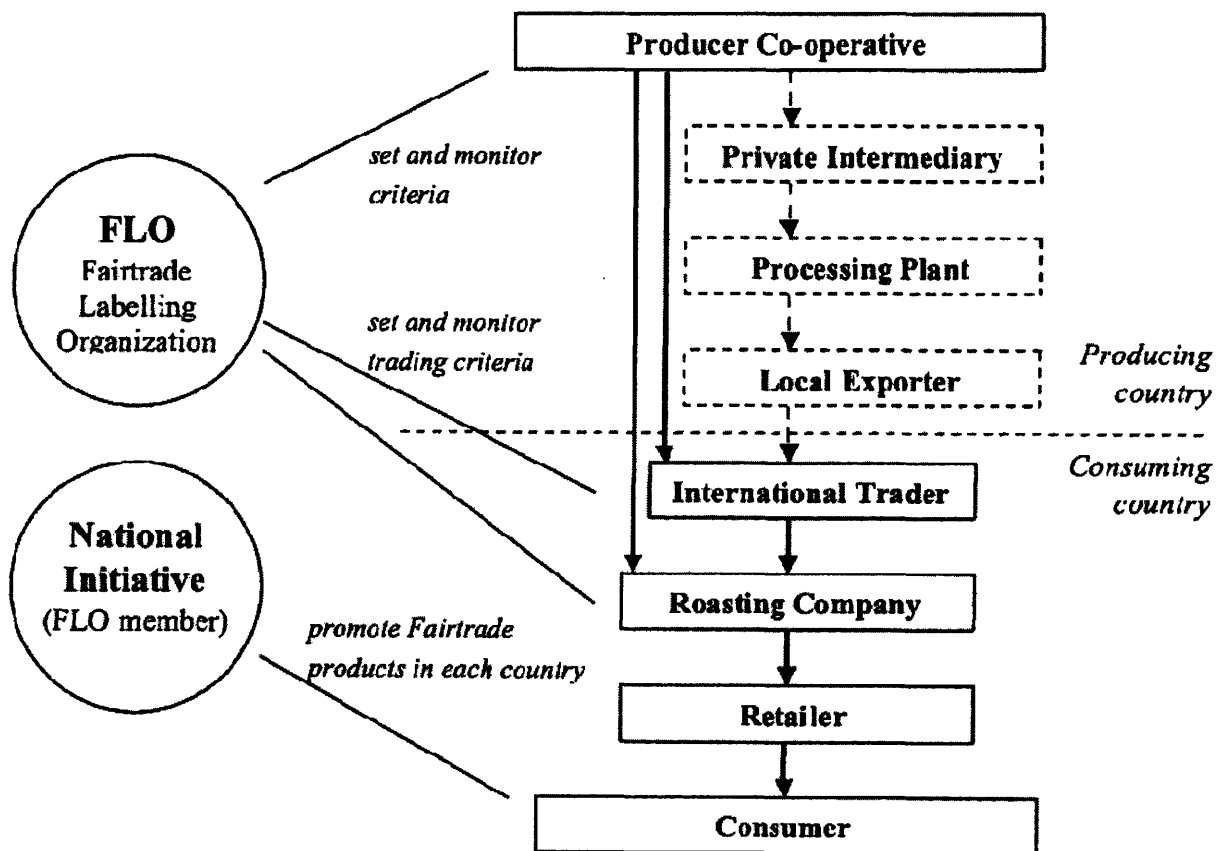 Producer Co-operative
set and monitor
criteria
Private Intermediary
FLO
Fairtrade
Labelling
Organization
Processing Plant
set and monitor
trading criteria
Local Exporter
Producing
country
Consuming
country
International Trader
National
Initiative
(FLO member)
Roasting Company
promote Fairtrade
products in each country
Retailer
Consumer